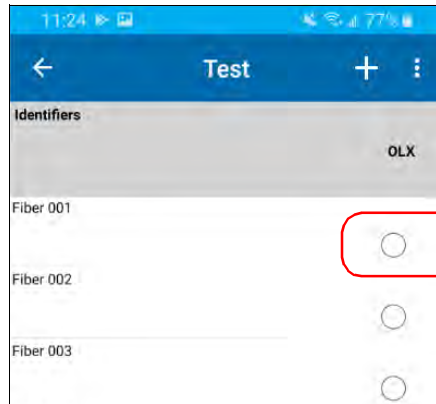 11:24 77%
Test
Identifiers
OLX
Fiber 001
Fiber 002
Fiber 003